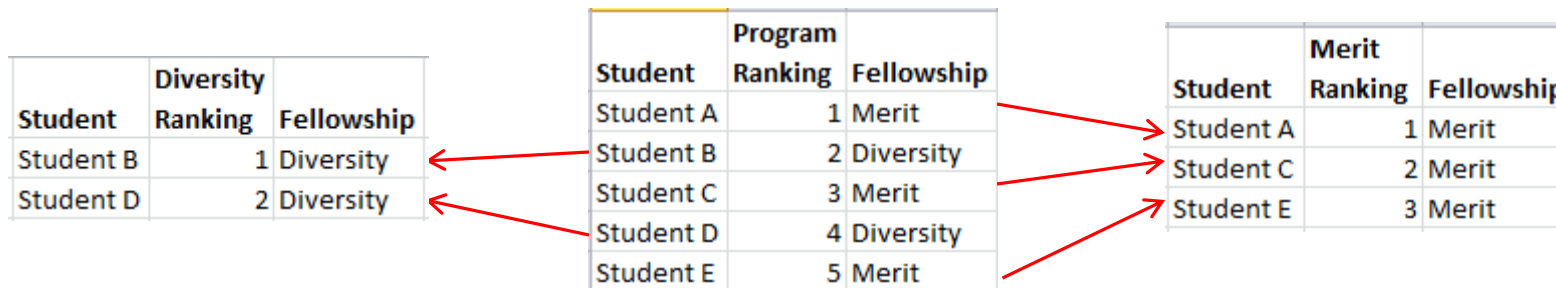 Diversity
Student Ranking Fellowship
Student B 1 Diversity
Student D 2 Diversity
Program
Student Ranking Fellowship
Student A 1 Merit
Student B 2 Diversity
Student C 3 Merit
Student D 4 Diversity
Student E 5 Merit
Merit
Student Ranking Fellowship
Student A 1 Merit
Student C 2 Merit
Student E 3 Merit